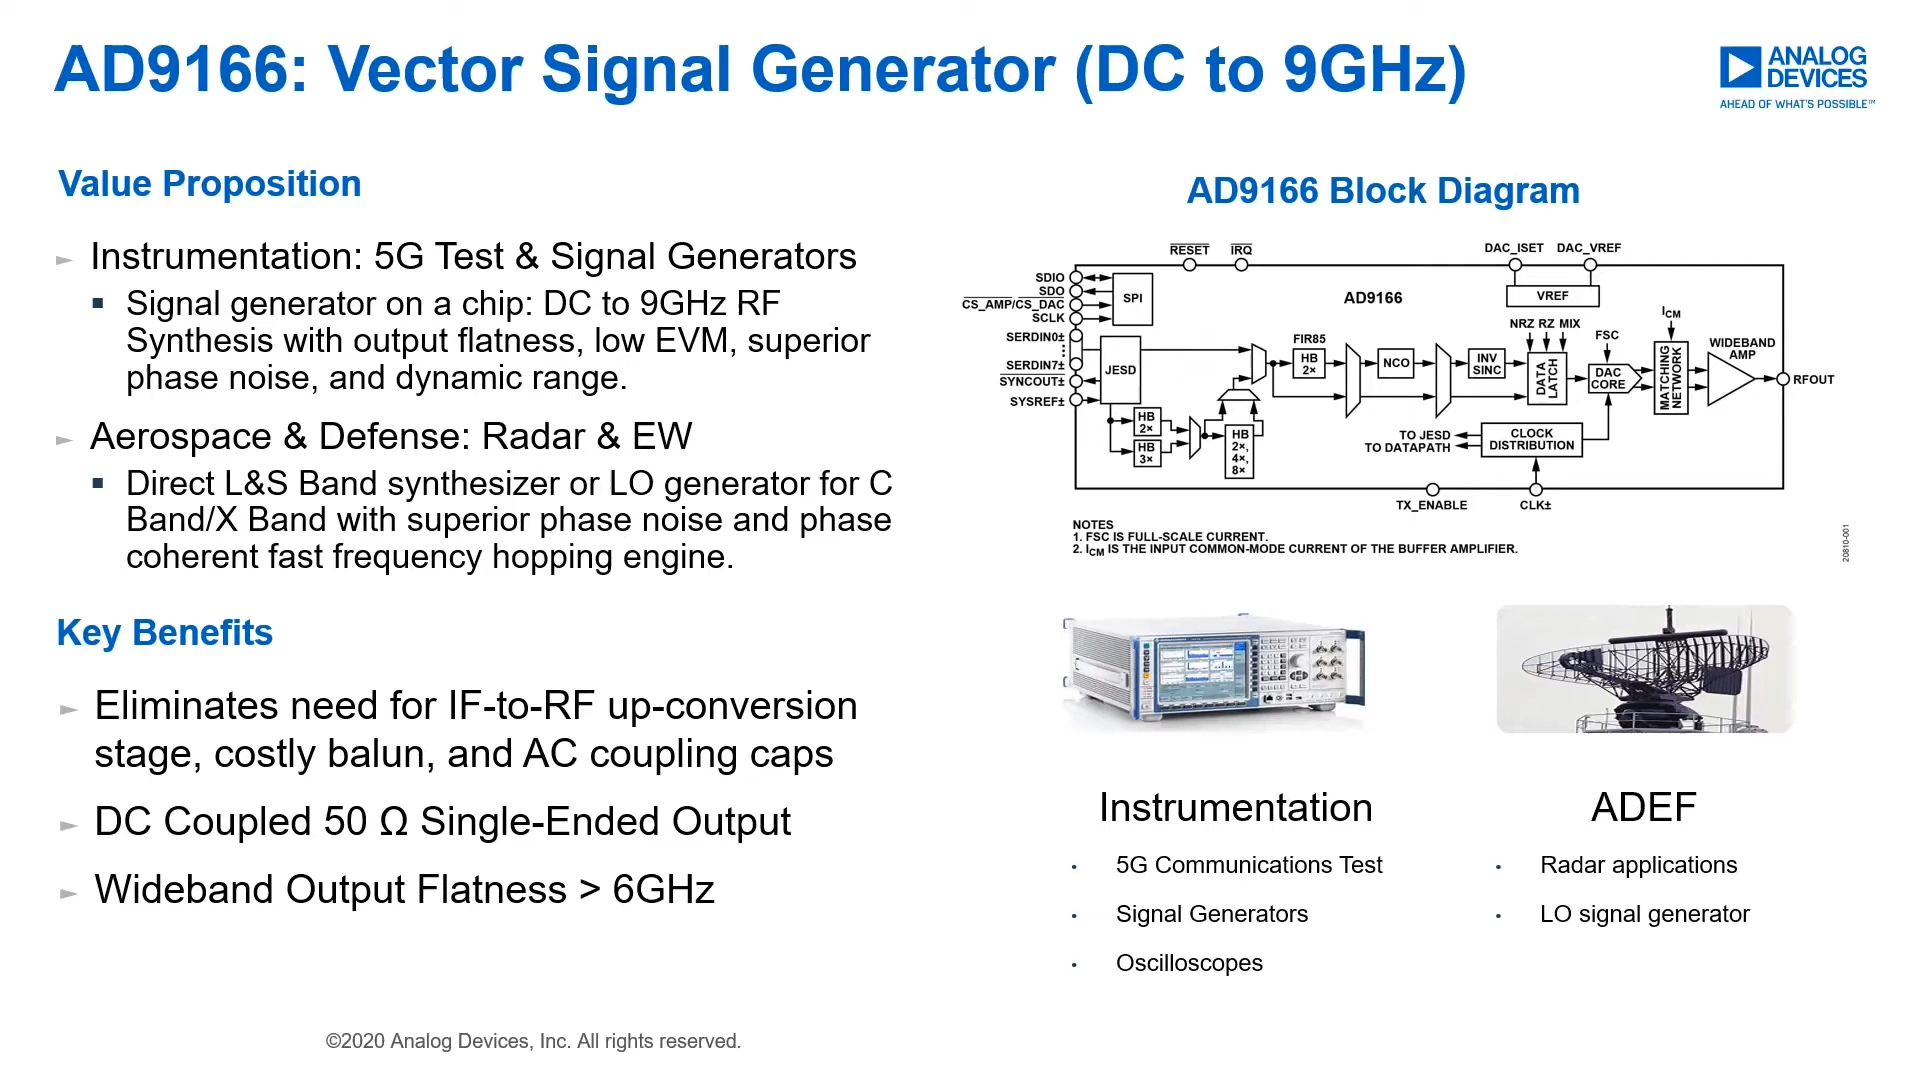 AD9166: Vector Signal Generator (DC to 9GHz)
ANALOG
DEVICES
AHEAD OF WHAT'S POSSIBLE™
Value Proposition
► Instrumentation: 5G Test & Signal Generators
▪ Signal generator on a chip: DC to 9GHz RF
Synthesis with output flatness, low EVM, superior
phase noise, and dynamic range.
► Aerospace & Defense: Radar & EW
▪ Direct L&S Band synthesizer or LO generator for C
Band/X Band with superior phase noise and phase
coherent fast frequency hopping engine.
Key Benefits
► Eliminates need for IF-to-RF up-conversion
stage, costly balun, and AC coupling caps
► DC Coupled 50 Ω Single-Ended Output
► Wideband Output Flatness > 6GHz
AD9166 Block Diagram
RESET IRQ
DAC_ISET DAC_VREF
SDIO
SDO
CS_AMP/CS_DAC
SCLK
SPI
AD9166
VREF
SERDIN0±
SERDIN7±
SYNCOUT±
SYSREF±
JESD
HB
2×
HB
3×
HB
2×,
4×,
8×
FIR85
HB
2×
NCO
INV
SINC
NRZ RZ MIX
DATA
LATCH
FSC
DAC
CORE
ICM
MATCHING
NETWORK
WIDEBAND
AMP
RFOUT
TO JESD
TO DATAPATH
CLOCK
DISTRIBUTION
TX_ENABLE
CLK±
NOTES
1. FSC IS FULL-SCALE CURRENT.
2. ICM IS THE INPUT COMMON-MODE CURRENT OF THE BUFFER AMPLIFIER.
20810-001
Instrumentation
• 5G Communications Test
• Signal Generators
• Oscilloscopes
ADEF
• Radar applications
• LO signal generator
©2020 Analog Devices, Inc. All rights reserved.